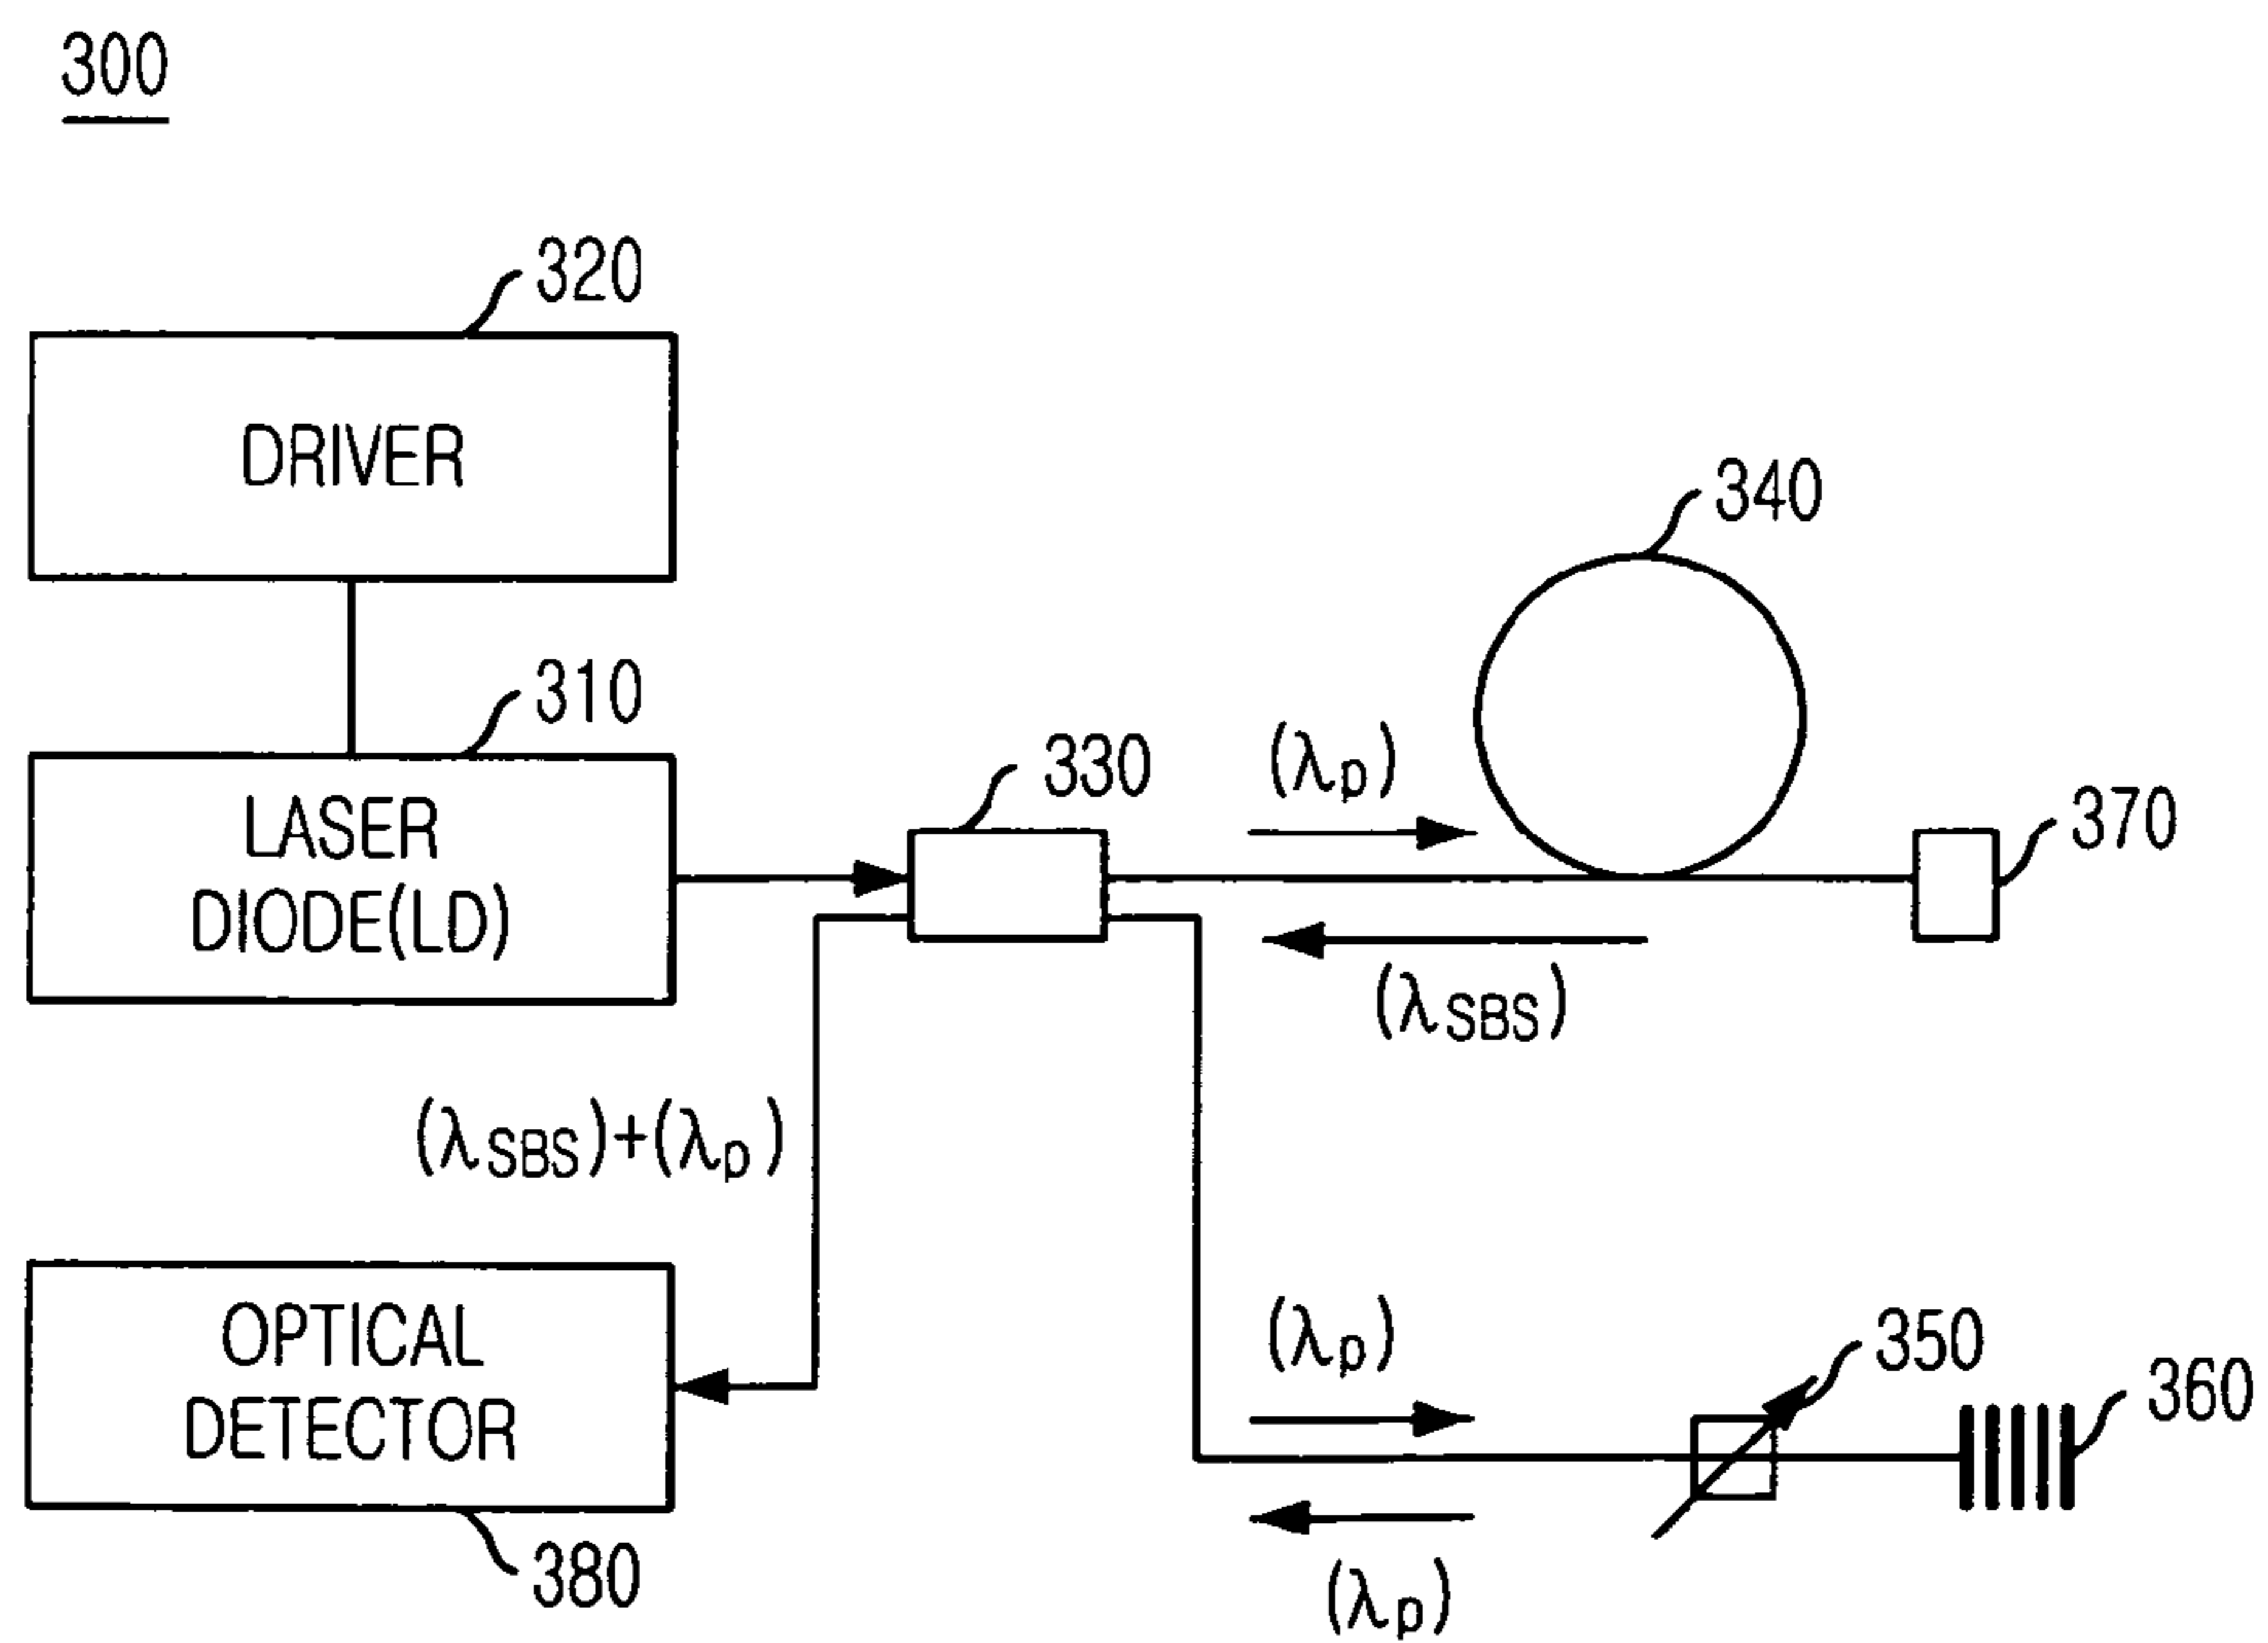 300
320
DRIVER
340
310
LASER
DIODE(LD)
330
(λp)
370
(λSBS)
(λSBS)+(λp)
OPTICAL
DETECTOR
380
(λp)
350
360
(λp)